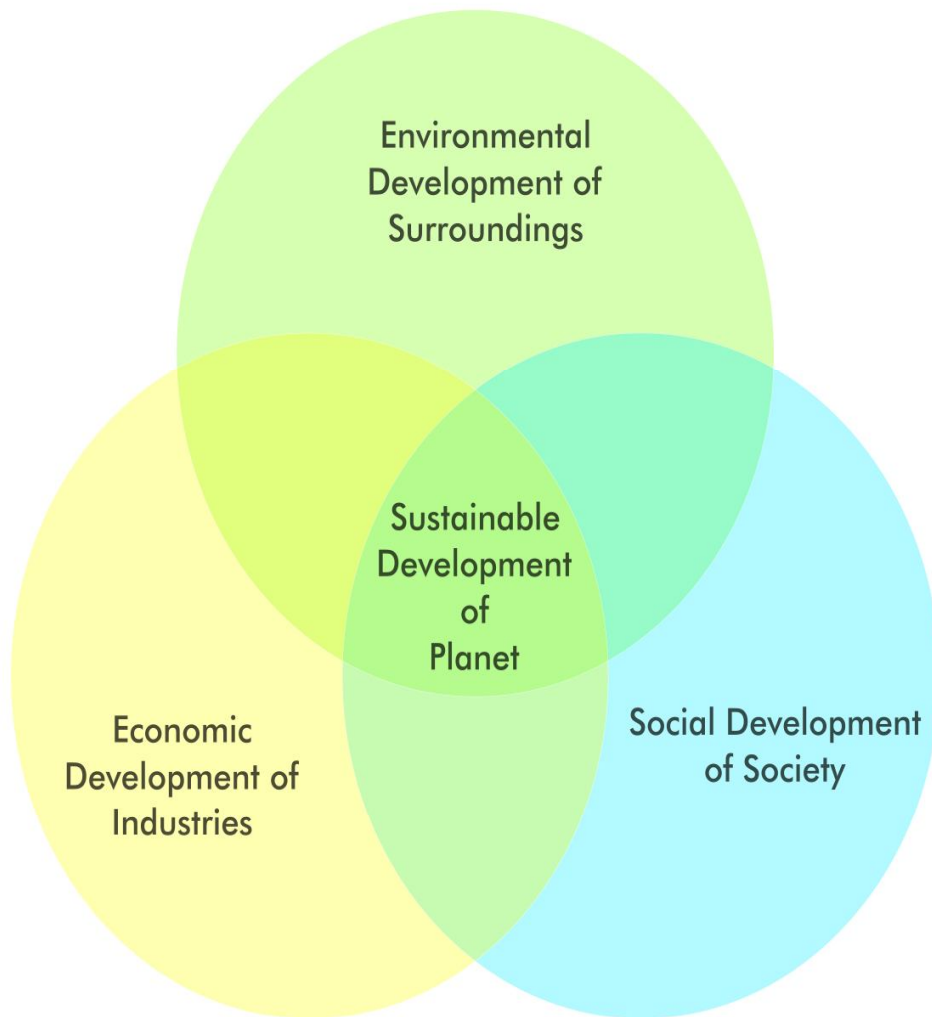 Environmental
Development of
Surroundings
Sustainable
Development
of
Planet
Economic
Development of
Industries
Social Development
of Society